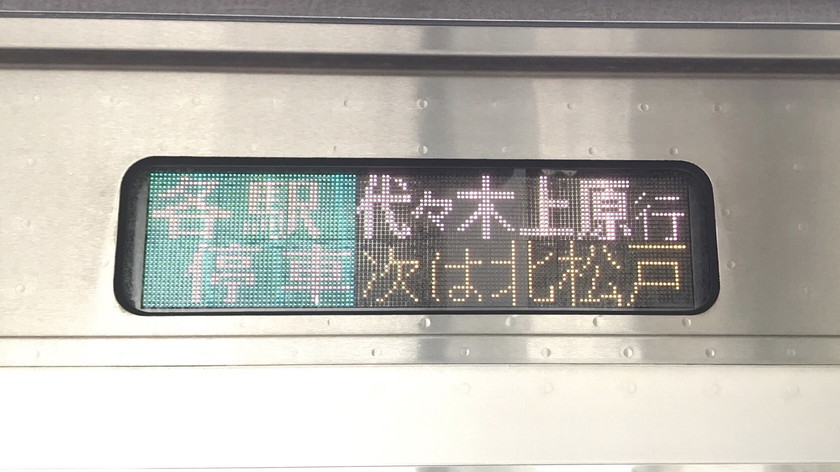 各駅停車
代々木上原行
次は北松戸